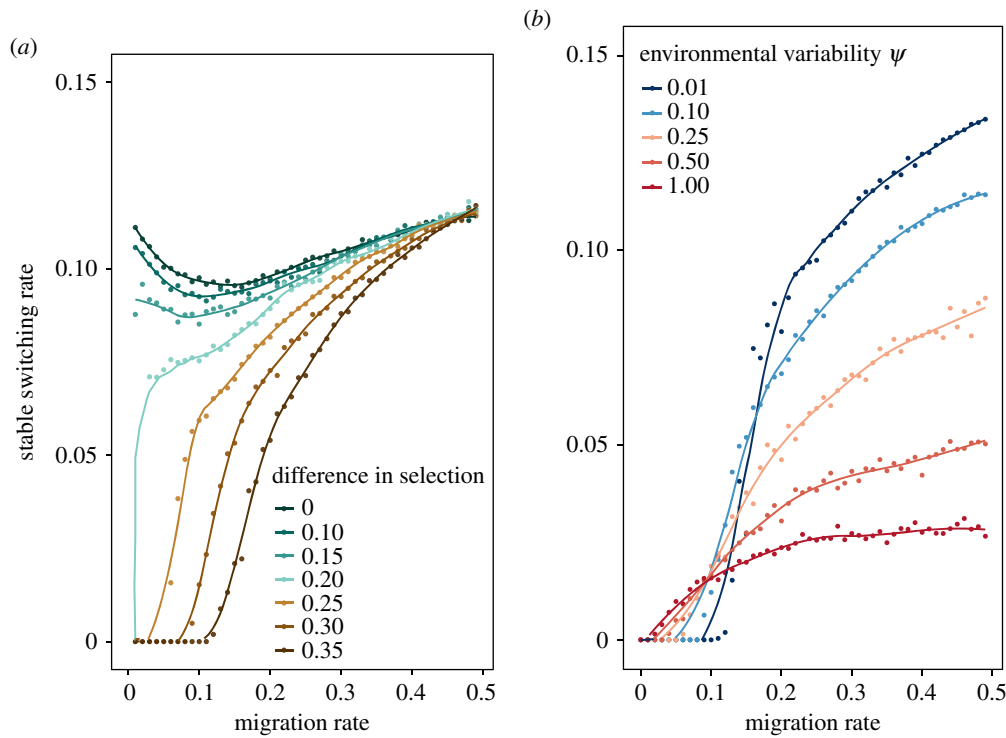 (a)
0.15
0.10
0.05
0
stable switching rate
difference in selection
0
0.10
0.15
0.20
0.25
0.30
0.35
0 0.1 0.2 0.3 0.4 0.5
migration rate
(b)
0.15
0.10
0.05
0
environmental variability ψ
0.01
0.10
0.25
0.50
1.00
0 0.1 0.2 0.3 0.4 0.5
migration rate